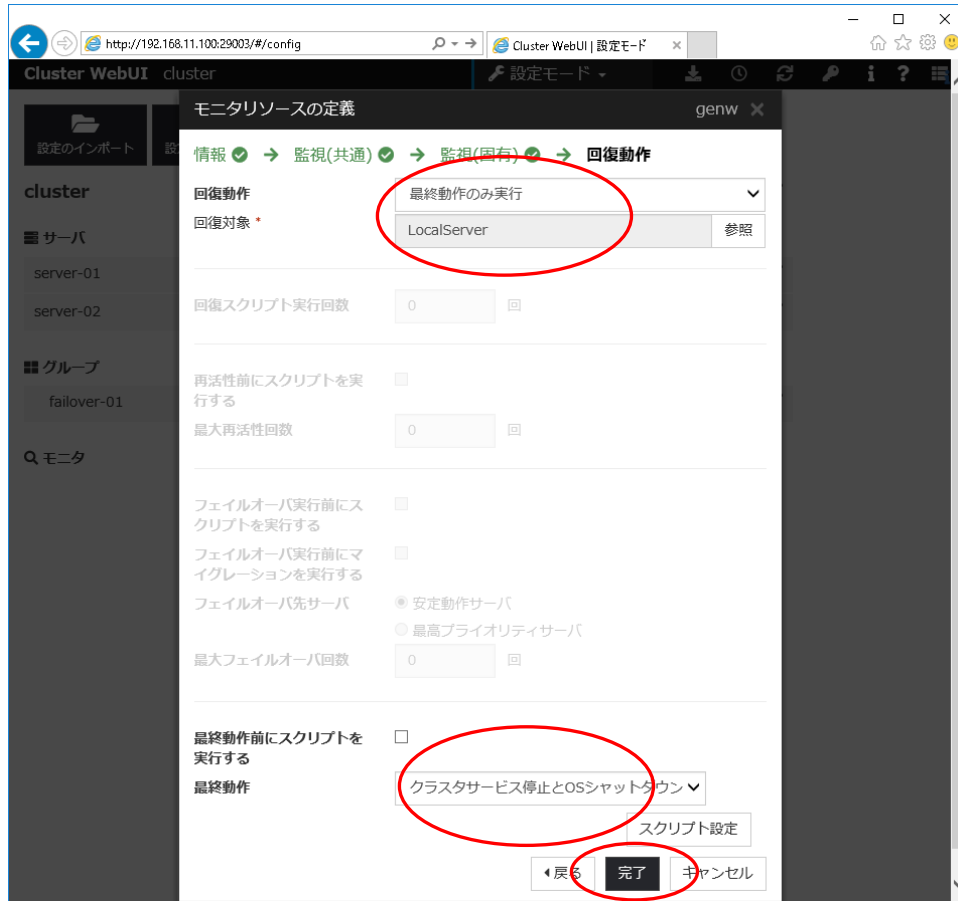 http://192.168.11.100:29003/#/config
Cluster WebUI | 設定モード
Cluster WebUI cluster
設定モード
モニタリソースの定義 genw
設定のインポート
設
情報 → 監視(共通) → 監視(固有) → 回復動作
cluster
回復動作 最終動作のみ実行
回復対象 * LocalServer 参照
サーバ
server-01
server-02
回復スクリプト実行回数 0 回
グループ
failover-01
再活性前にスクリプトを実
行する
最大再活性回数 0 回
モニタ
フェイルオーバ実行前にス
クリプトを実行する
フェイルオーバ実行前にマ
イグレーションを実行する
フェイルオーバ先サーバ 安定動作サーバ
最高プライオリティサーバ
最大フェイルオーバ回数 0 回
最終動作前にスクリプトを
実行する
最終動作 クラスタサービス停止とOSシャットダウン
スクリプト設定
戻る 完了 キャンセル